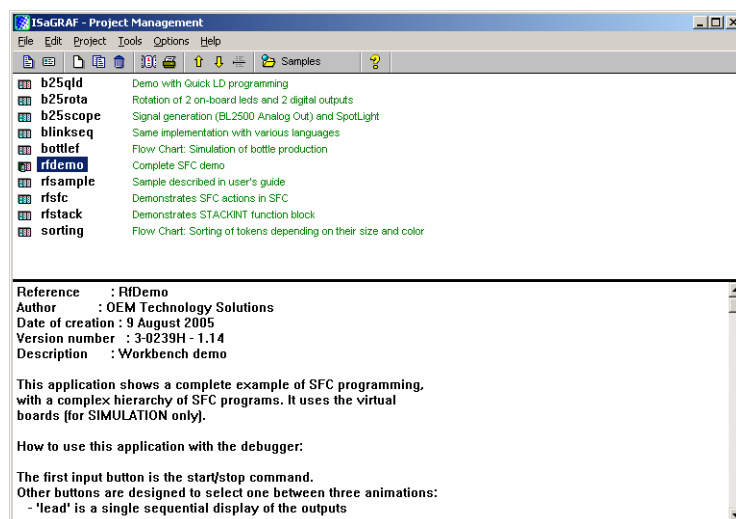 ISaGRAF - Project Management
File Edit Project Tools Options Help
Samples
b25qld Demo with Quick LD programming
b25rota Rotation of 2 on-board leds and 2 digital outputs
b25scope Signal generation (BL2500 Analog Out) and SpotLight
blinkseq Same implementation with various languages
bottlef Flow Chart: Simulation of bottle production
rfdemo Complete SFC demo
rfsample Sample described in user's guide
rfsfc Demonstrates SFC actions in SFC
rfstack Demonstrates STACKINT function block
sorting Flow Chart: Sorting of tokens depending on their size and color
Reference : RfDemo
Author : OEM Technology Solutions
Date of creation : 9 August 2005
Version number : 3-0239H - 1.14
Description : Workbench demo
This application shows a complete example of SFC programming,
with a complex hierarchy of SFC programs. It uses the virtual
boards (for SIMULATION only).
How to use this application with the debugger:
The first input button is the start/stop command.
Other buttons are designed to select one between three animations:
- 'lead' is a single sequential display of the outputs